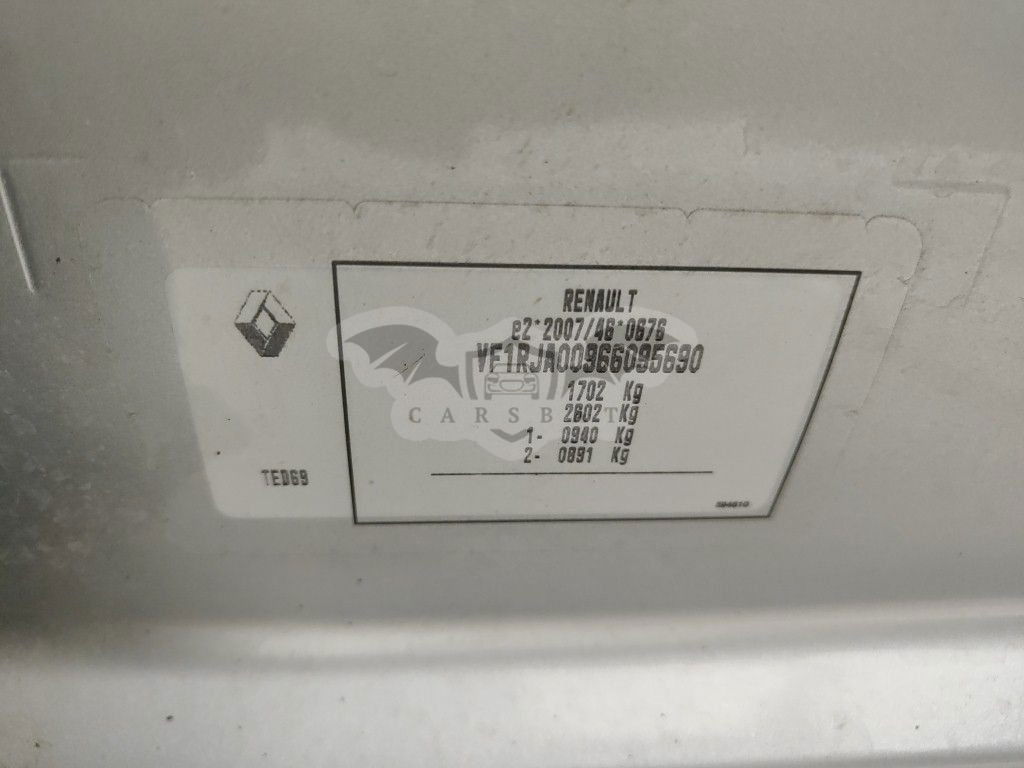 RENAULT
e2*2007/46*0676
VF1RJA00966095690
1702 Kg
2602 Kg
1- 0940 Kg
2- 0891 Kg
TED69
CARSBAT